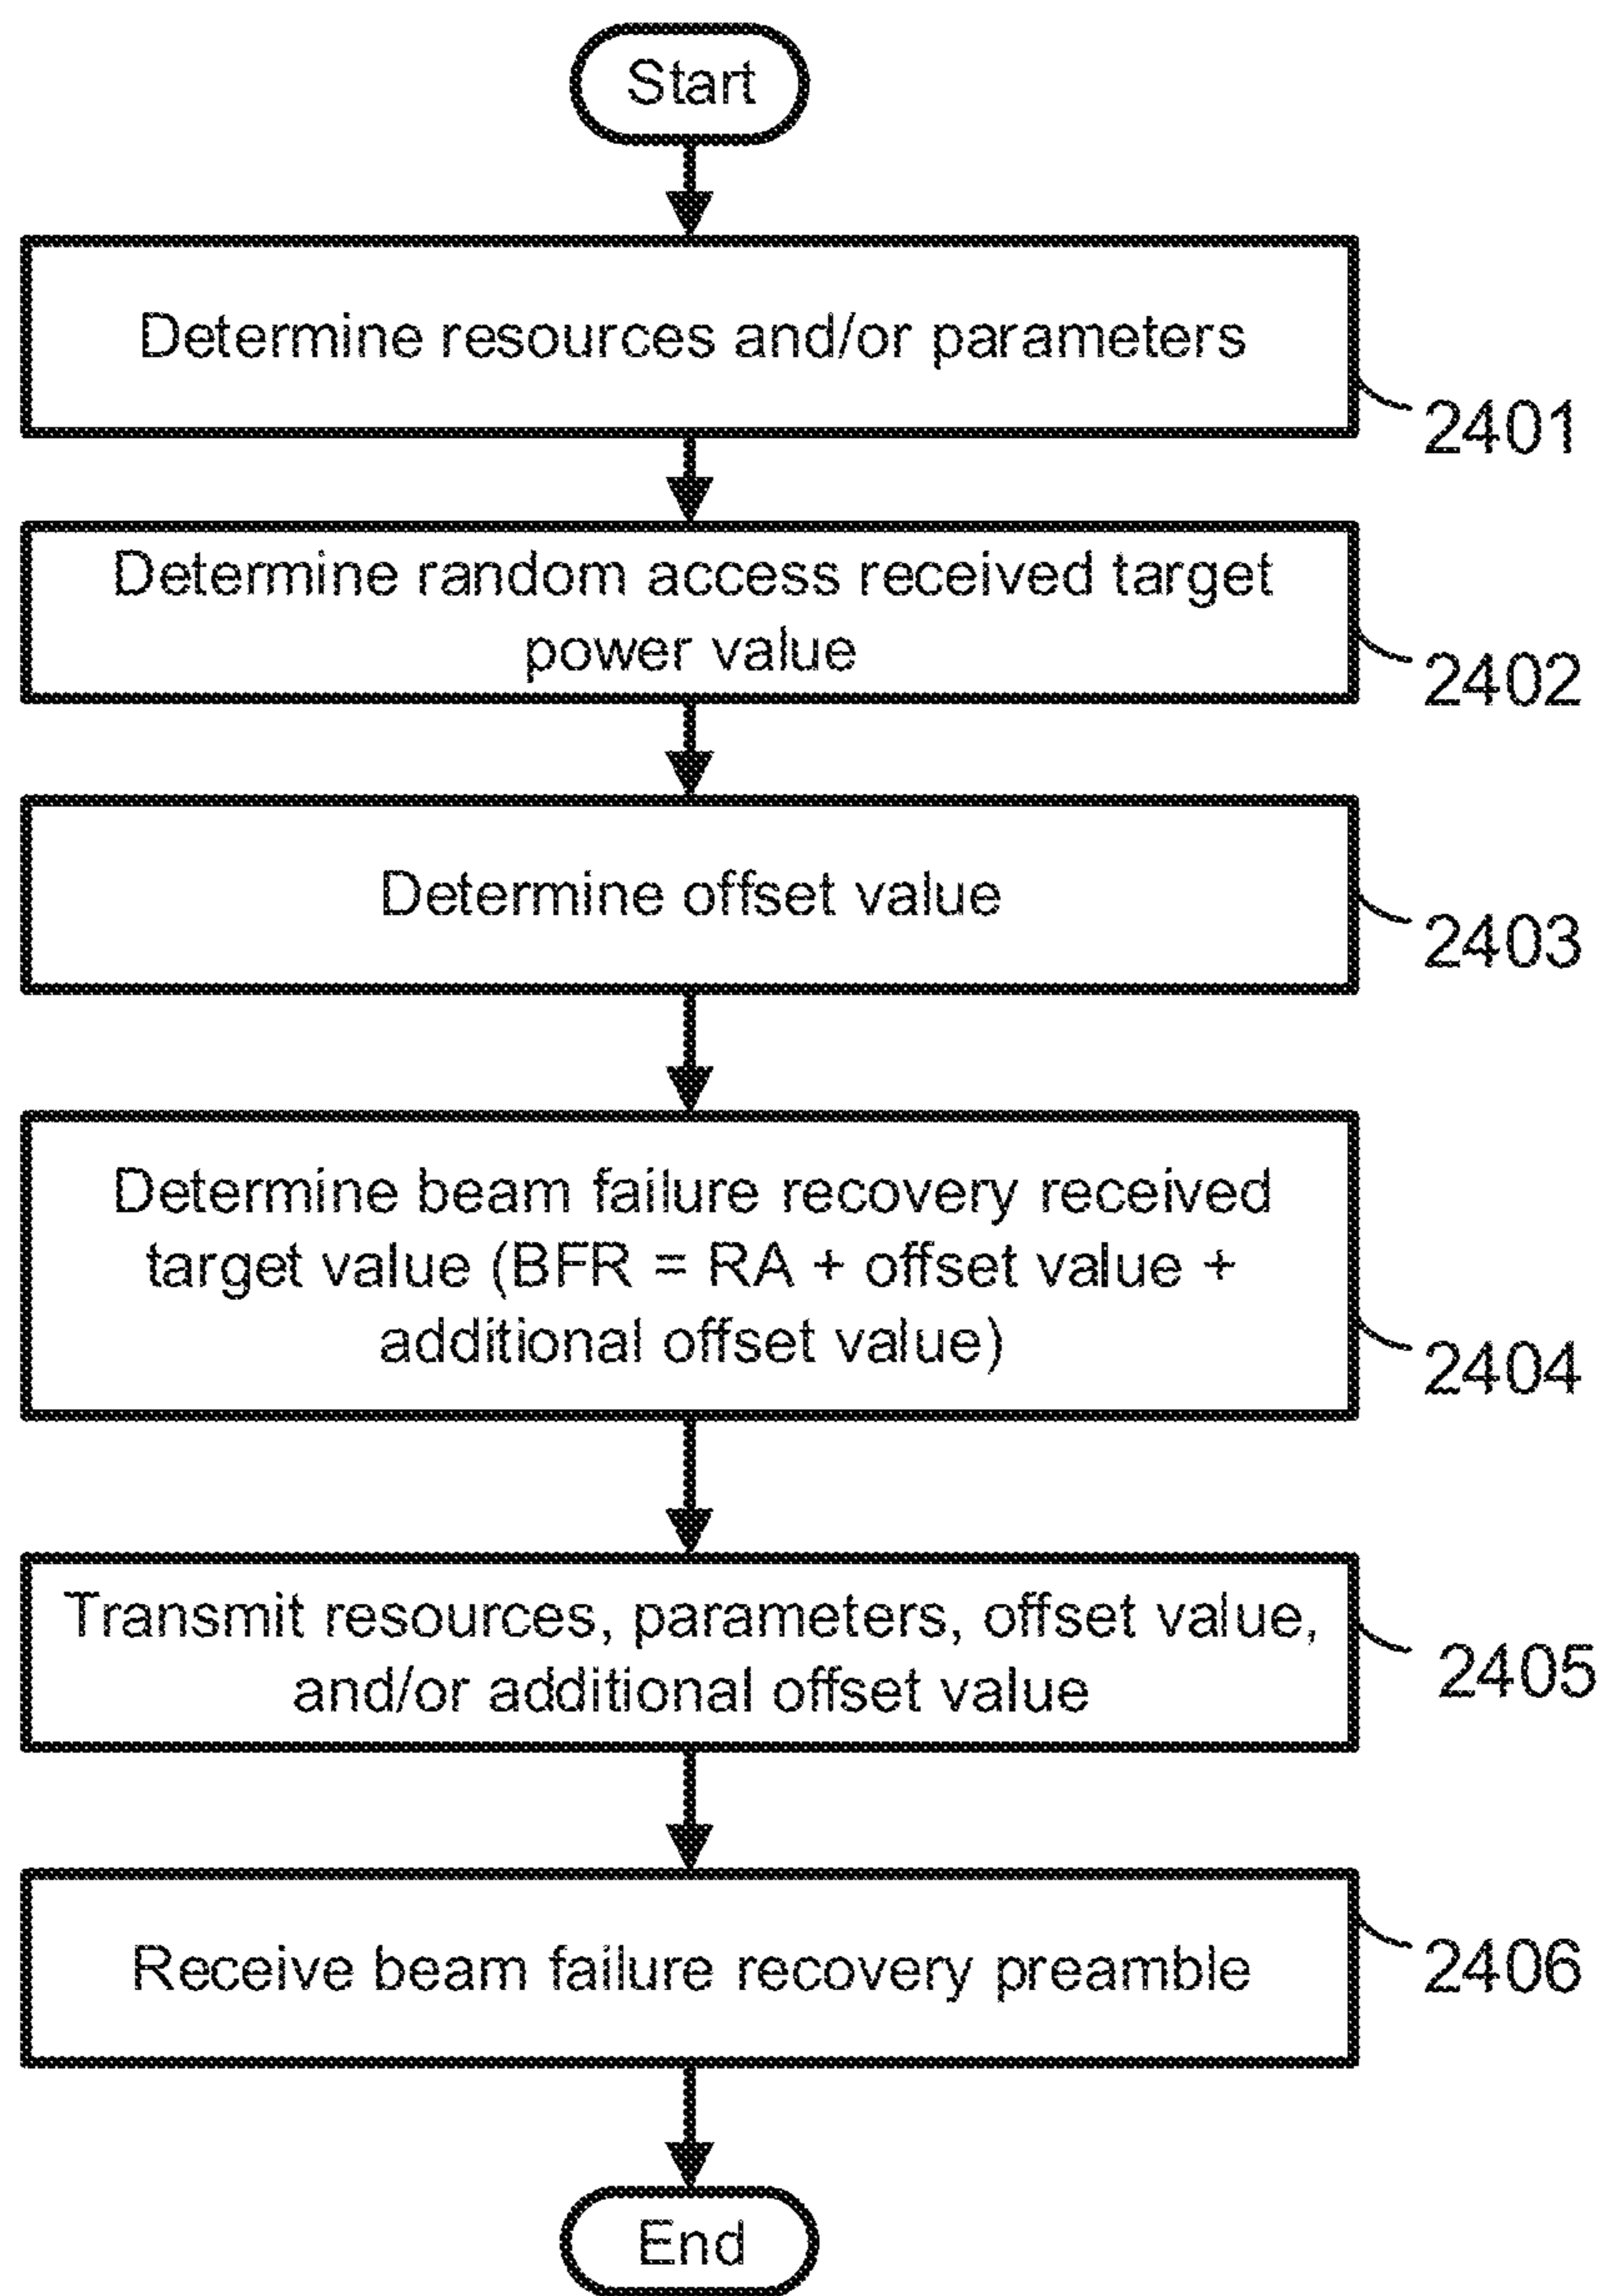 Start
Determine resources and/or parameters
2401
Determine random access received target
power value
2402
Determine offset value
2403
Determine beam failure recovery received
target value (BFR = RA + offset value +
additional offset value)
2404
Transmit resources, parameters, offset value,
and/or additional offset value
2405
Receive beam failure recovery preamble
2406
End